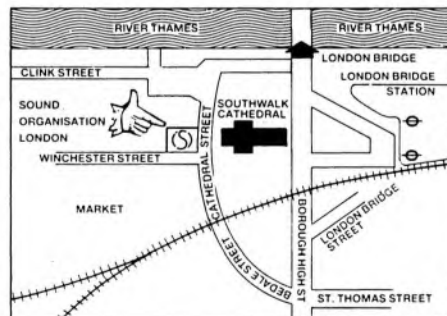 RIVER THAMES
RIVER THAMES
LONDON BRIDGE
CLINK STREET
LONDON BRIDGE
STATION
SOUND
ORGANISATION
LONDON
SOUTHWALK
CATHEDRAL
CATHEDRAL STREET
WINCHESTER STREET
MARKET
BOROUGH HIGH ST
LONDON BRIDGE
STREET
BEDALE STREET
ST. THOMAS STREET